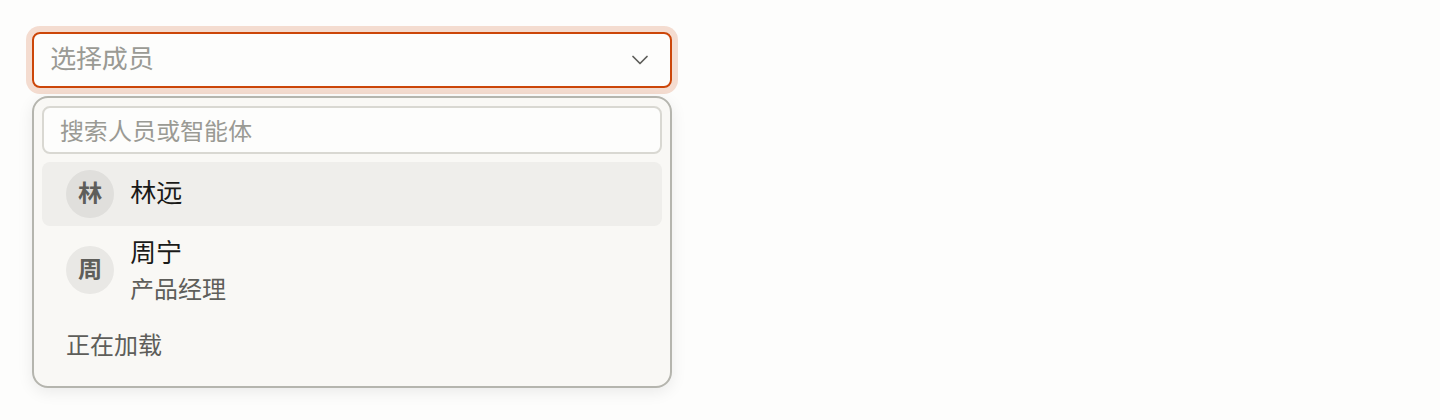 选择成员
搜索人员或智能体
林 林远
周 周宁
产品经理
正在加载